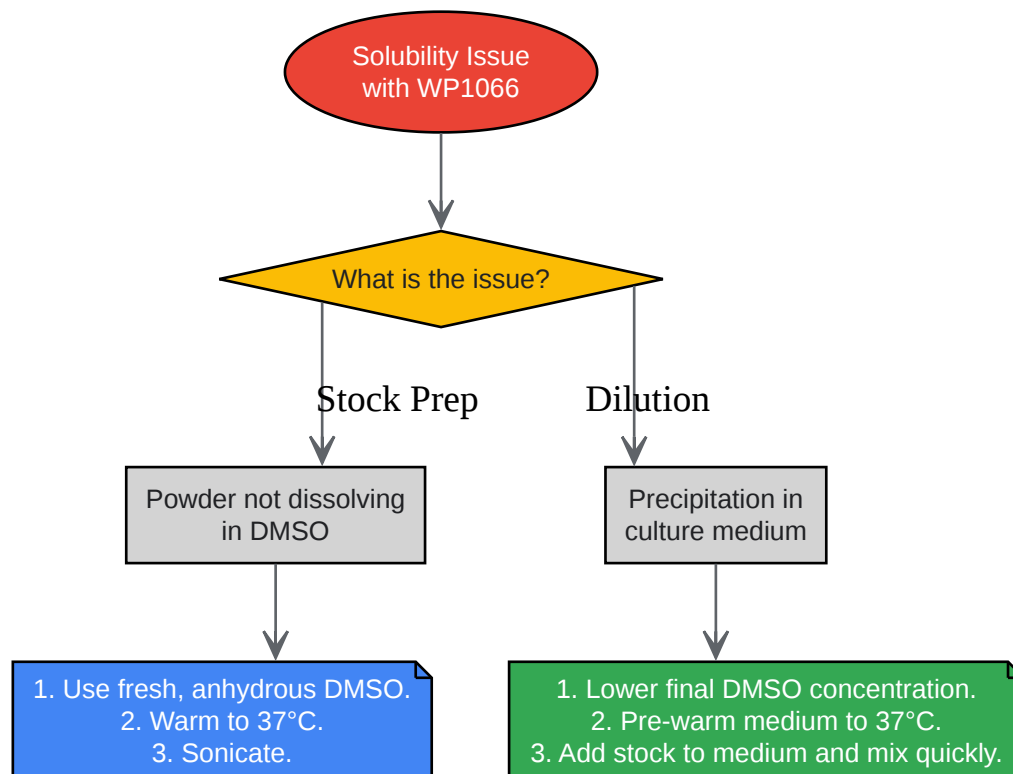 Solubility Issue
with WP1066
What is the issue?
Stock Prep
Dilution
Powder not dissolving
in DMSO
Precipitation in
culture medium
1. Use fresh, anhydrous DMSO.
2. Warm to 37°C.
3. Sonicate.
1. Lower final DMSO concentration.
2. Pre-warm medium to 37°C.
3. Add stock to medium and mix quickly.